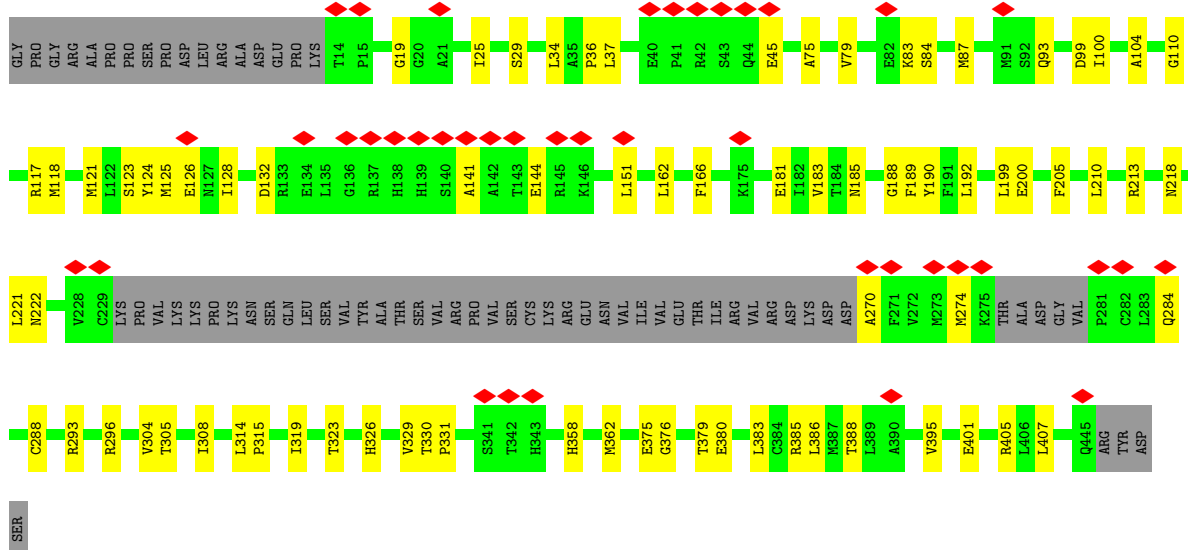 GLY PRO GLY ARG ALA PRO PRO SER PRO ASP LEU ARG ALA ASP GLU PRO LYS T14 P15 G19 G20 A21 I25 S29 L34 A35 P36 L37 E40 P41 R42 S43 Q44 E45 A75 V79 E82 K83 S84 M87 M91 S92 Q93 D99 I100 A104 G110
R117 M118 M121 L122 S123 Y124 M125 E126 N127 I128 D132 R133 E134 L135 G136 R137 H138 H139 S140 A141 A142 T143 E144 R145 K146 L151 L162 F166 K175 E181 I182 V183 T184 N185 G188 F189 Y190 F191 L192 L199 E200 F205 L210 R213 N218
L221 N222 V228 C229 LYS PRO VAL LYS LYS PRO LYS ASN SER GLN LEU SER VAL TYR ALA THR SER VAL ARG PRO VAL SER CYS LYS ARG GLU ASN VAL ILE VAL GLU THR ILE ARG VAL ARG ASP LYS ASP ASP A270 F271 V272 M273 M274 K275 THR ALA ASP GLY VAL P281 C282 L283 Q284
C288 R293 R296 V304 T305 I308 L314 P315 I319 T323 H326 V329 T330 P331 S341 T342 H343 H358 M362 E375 G376 T379 E380 L383 C384 R385 L386 M387 T388 L389 A390 V395 E401 R405 L406 L407 Q445 ARG TYR ASP
SER